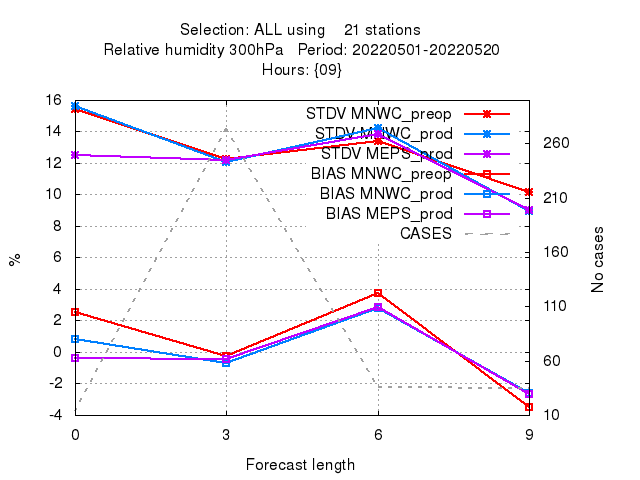 Selection: ALL using 21 stations
Relative humidity 300hPa Period: 20220501-20220520
Hours: {09}
STDV MNWC_preop
STDV MNWC_prod
STDV MEPS_prod
BIAS MNWC_preop
BIAS MNWC_prod
BIAS MEPS_prod
CASES
16
14
12
10
8
6
4
2
0
-2
-4
%
260
210
160
110
60
10
No cases
0 3 6 9
Forecast length